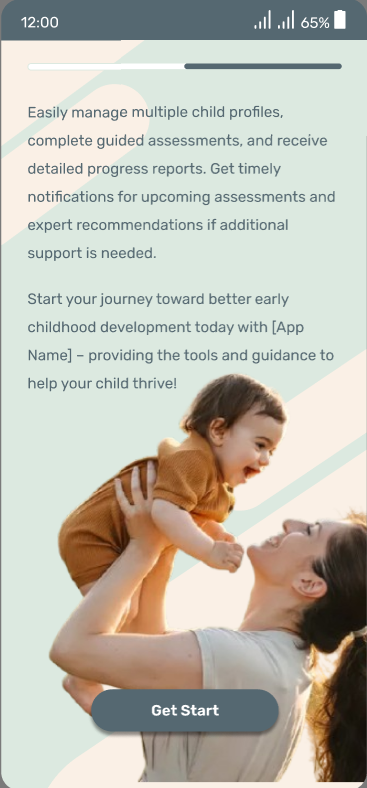 12:00
65%
Easily manage multiple child profiles,
complete guided assessments, and receive
detailed progress reports. Get timely
notifications for upcoming assessments and
expert recommendations if additional
support is needed.
Start your journey toward better early
childhood development today with [App
Name] – providing the tools and guidance to
help your child thrive!
Get Start